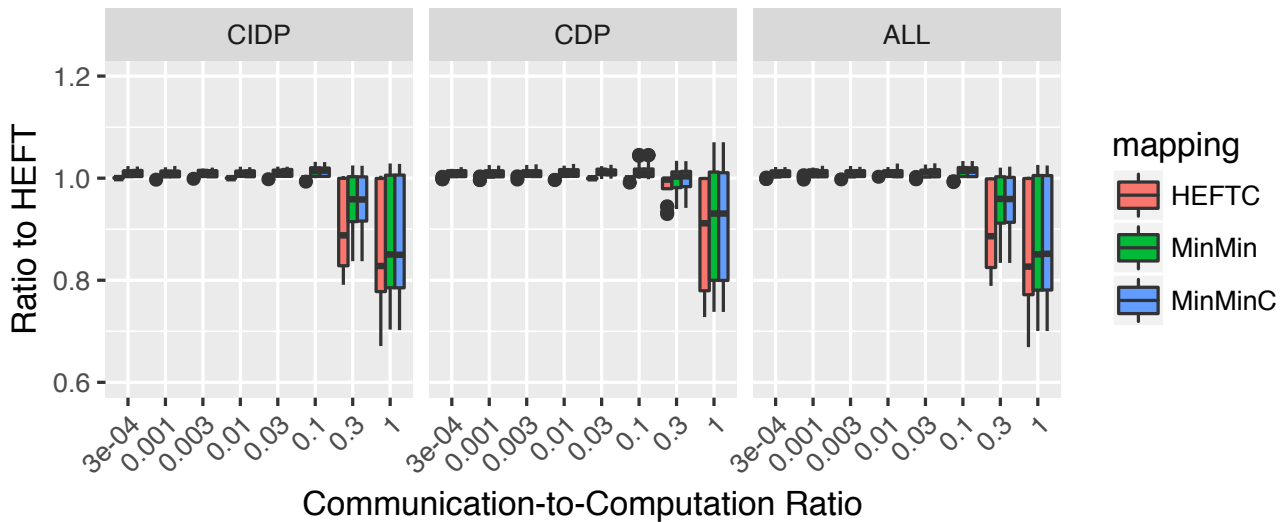 CIDP CDP ALL
1.2
1.0
0.8
0.6
Ratio to HEFT
3e-04 0.001 0.003 0.01 0.03 0.1 0.3 1
3e-04 0.001 0.003 0.01 0.03 0.1 0.3 1
3e-04 0.001 0.003 0.01 0.03 0.1 0.3 1
Communication-to-Computation Ratio
mapping
HEFTC
MinMin
MinMinC